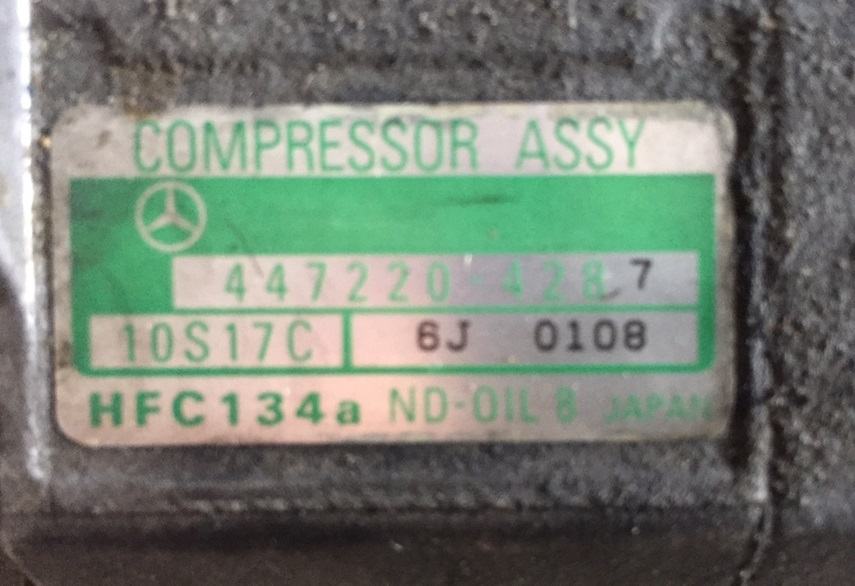 COMPRESSOR ASSY
447220-4287
10S17C 6J 0108
HFC134a ND-OIL 8 JAPAN